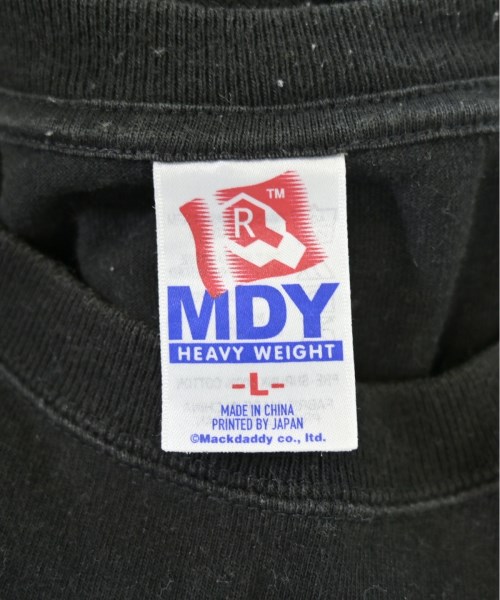 R ™
MDY
HEAVY WEIGHT
-L-
MADE IN CHINA
PRINTED BY JAPAN
©Mackdaddy co., ltd.